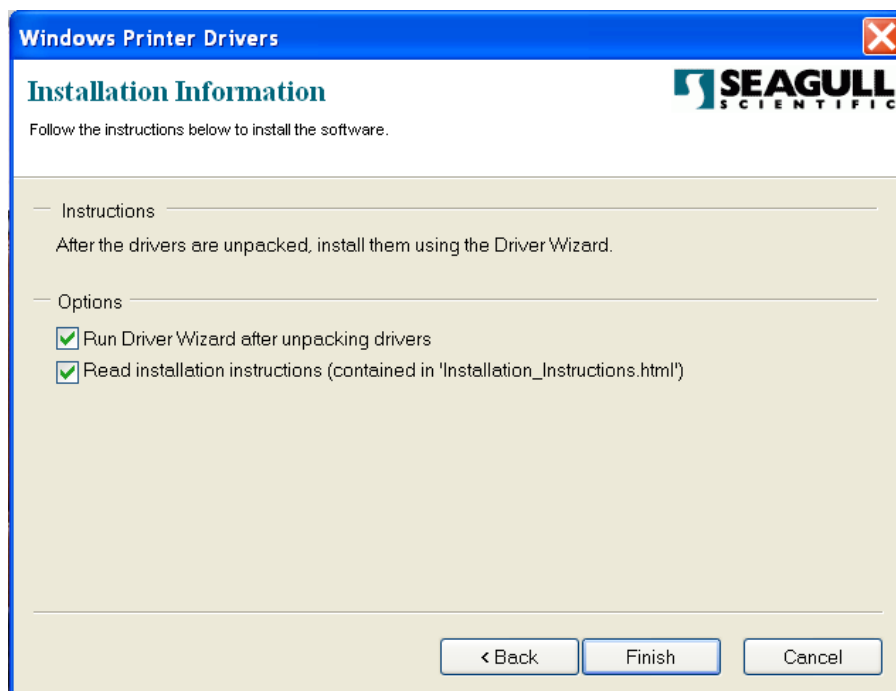 Windows Printer Drivers
Installation Information
SEAGULL
SCIENTIFIC
Follow the instructions below to install the software.
Instructions
After the drivers are unpacked, install them using the Driver Wizard.
Options
Run Driver Wizard after unpacking drivers
Read installation instructions (contained in 'Installation_Instructions.html')
< Back
Finish
Cancel